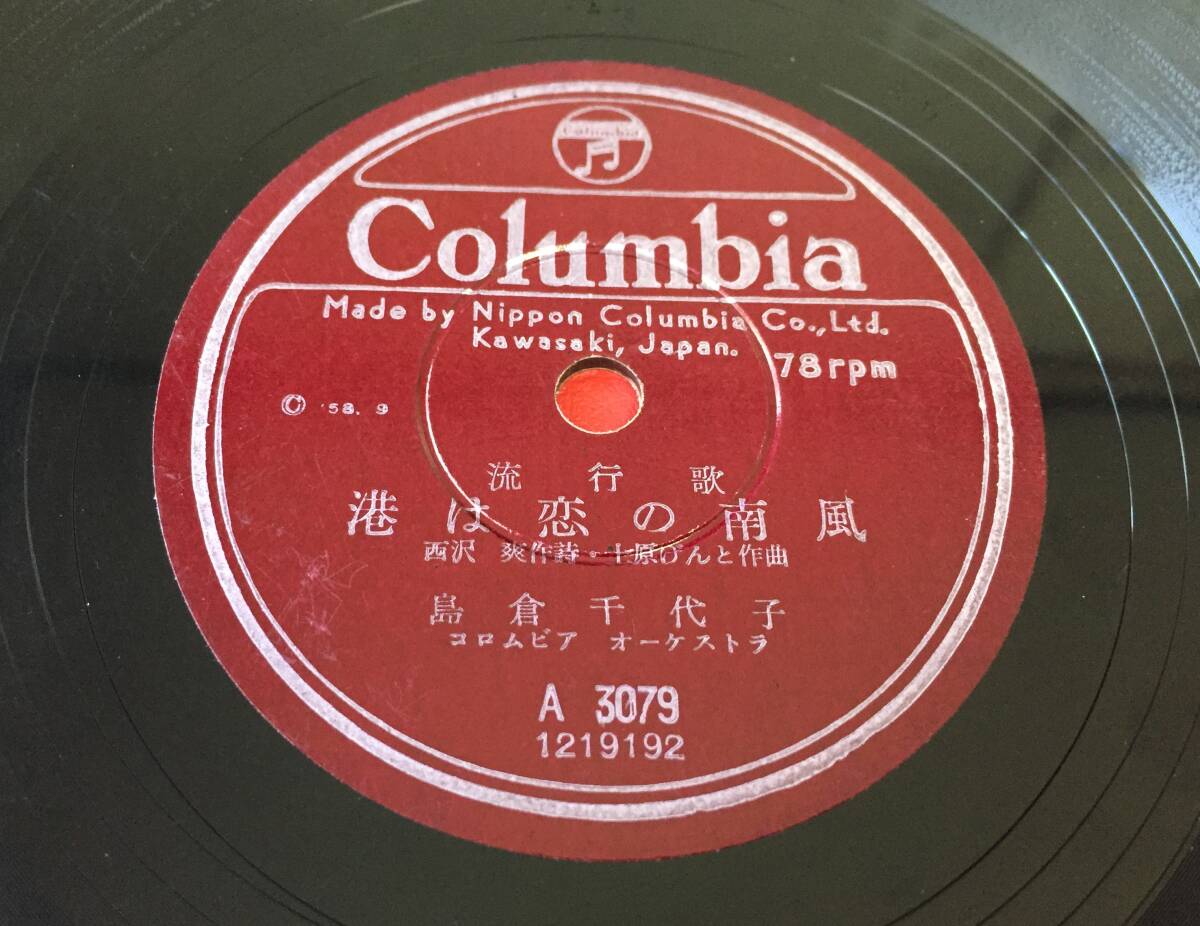 Columbia
Columbia
Made by Nippon Columbia Co., Ltd.
Kawasaki, Japan.
78rpm
© '58. 9
流行歌
港は恋の南風
西沢 爽作詩・土原げんと作曲
島倉千代子
コロムビア オーケストラ
A 3079
1219192